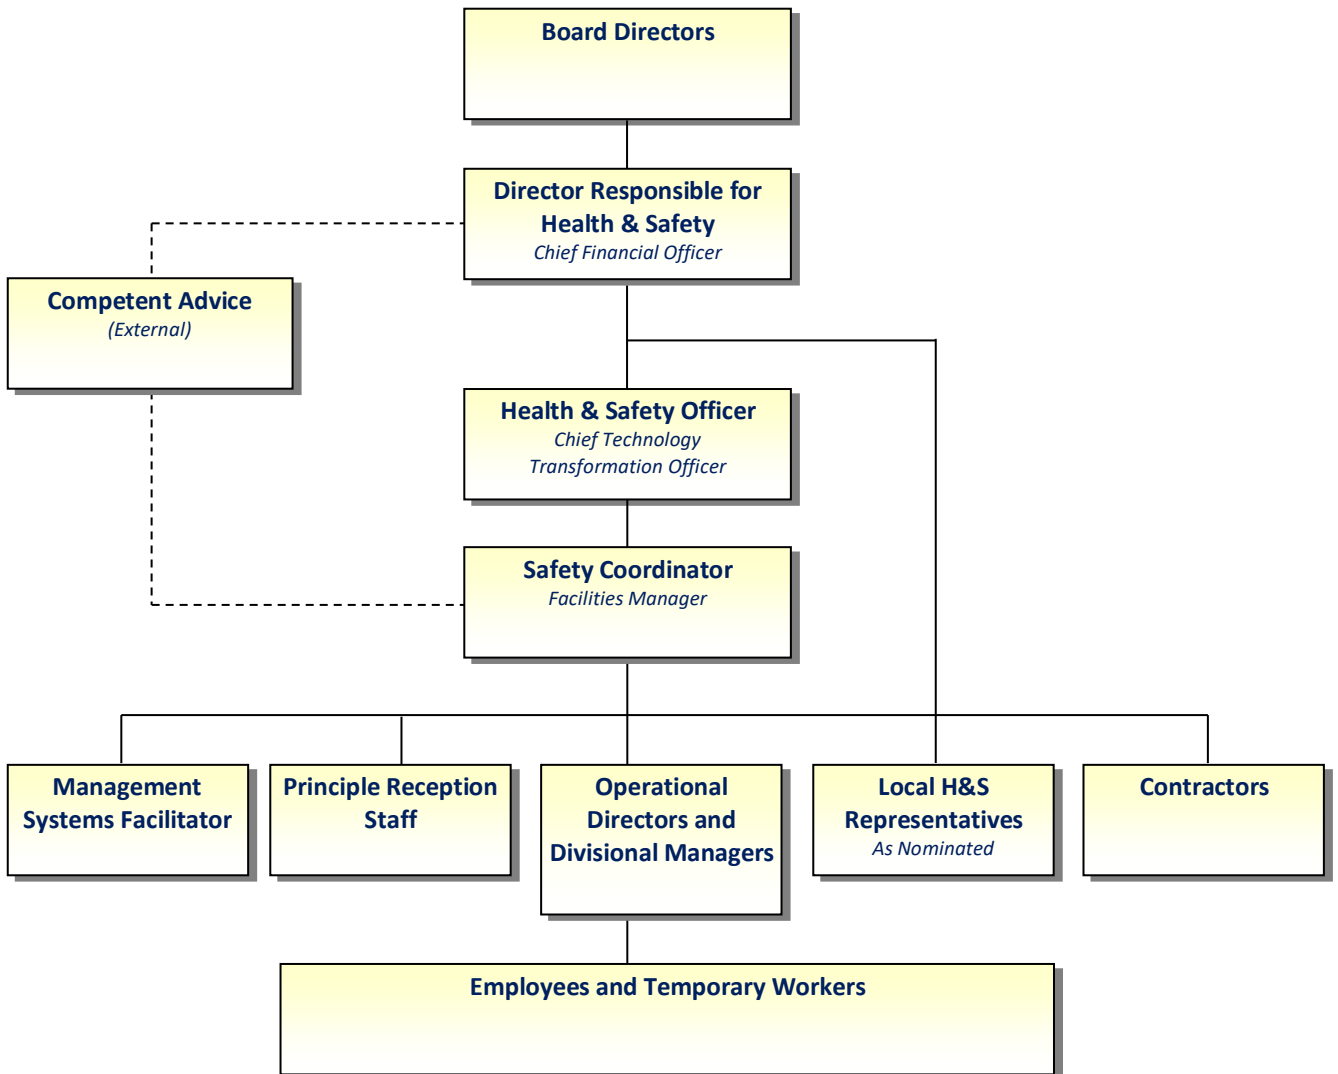 Board Directors
Director Responsible for
Health & Safety
Chief Financial Officer
Competent Advice
(External)
Health & Safety Officer
Chief Technology
Transformation Officer
Safety Coordinator
Facilities Manager
Management
Systems Facilitator
Principle Reception
Staff
Operational
Directors and
Divisional Managers
Local H&S
Representatives
As Nominated
Contractors
Employees and Temporary Workers